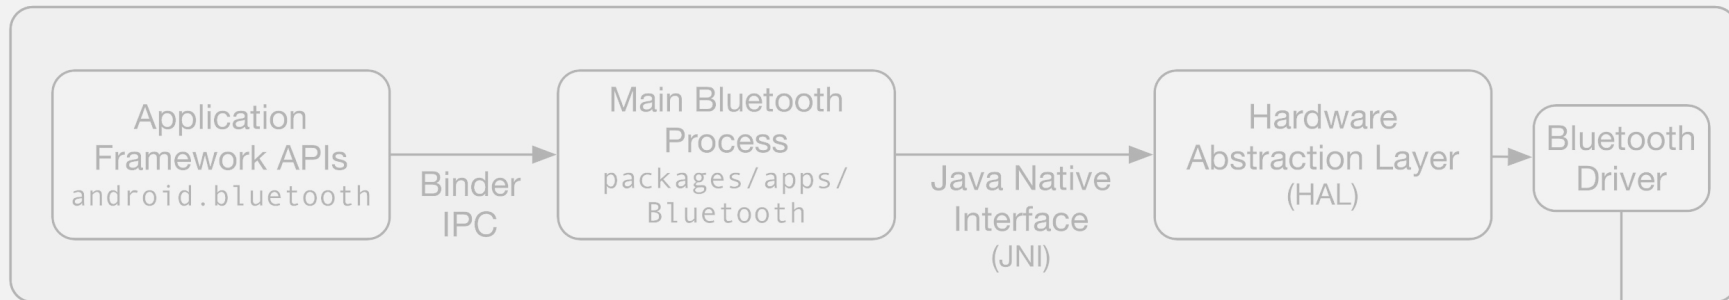 Application
Framework APIs
android.bluetooth
Binder
IPC
Main Bluetooth
Process
packages/apps/
Bluetooth
Java Native
Interface
(JNI)
Hardware
Abstraction Layer
(HAL)
Bluetooth
Driver